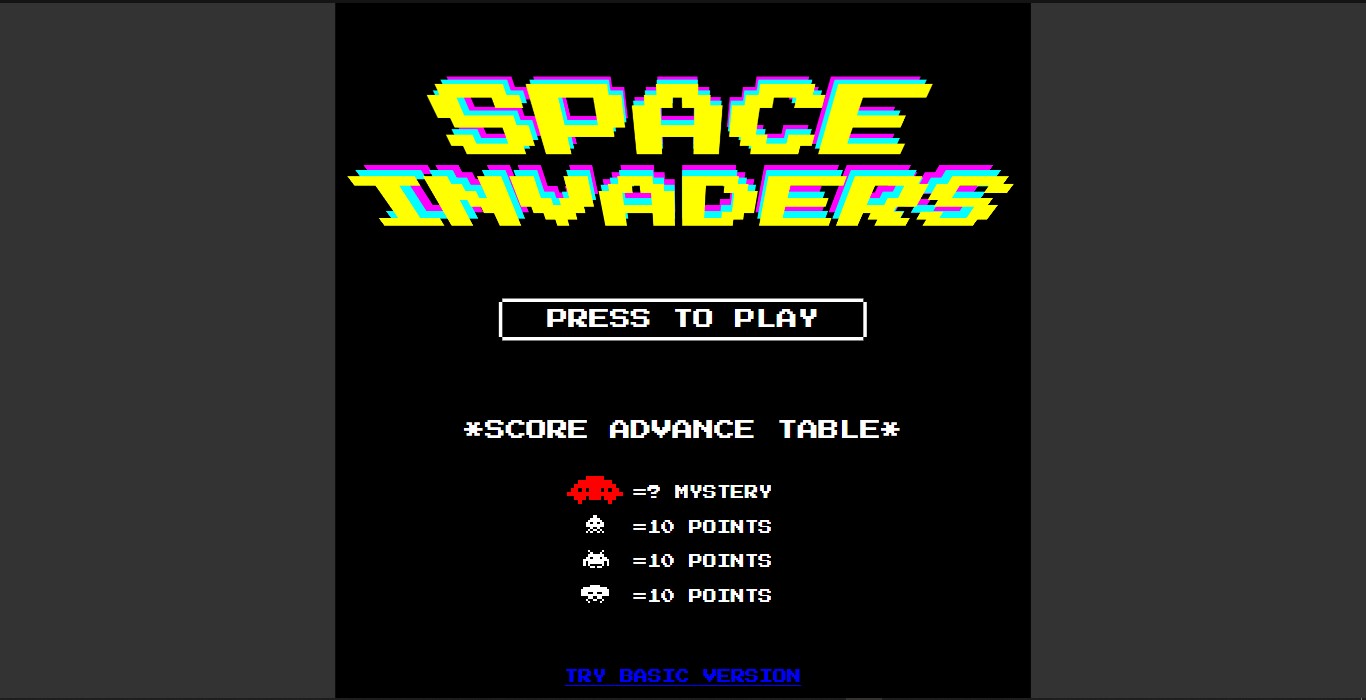 SPACE
INVADERS
PRESS TO PLAY
*SCORE ADVANCE TABLE*
=? MYSTERY
=10 POINTS
=10 POINTS
=10 POINTS
TRY BASIC VERSION